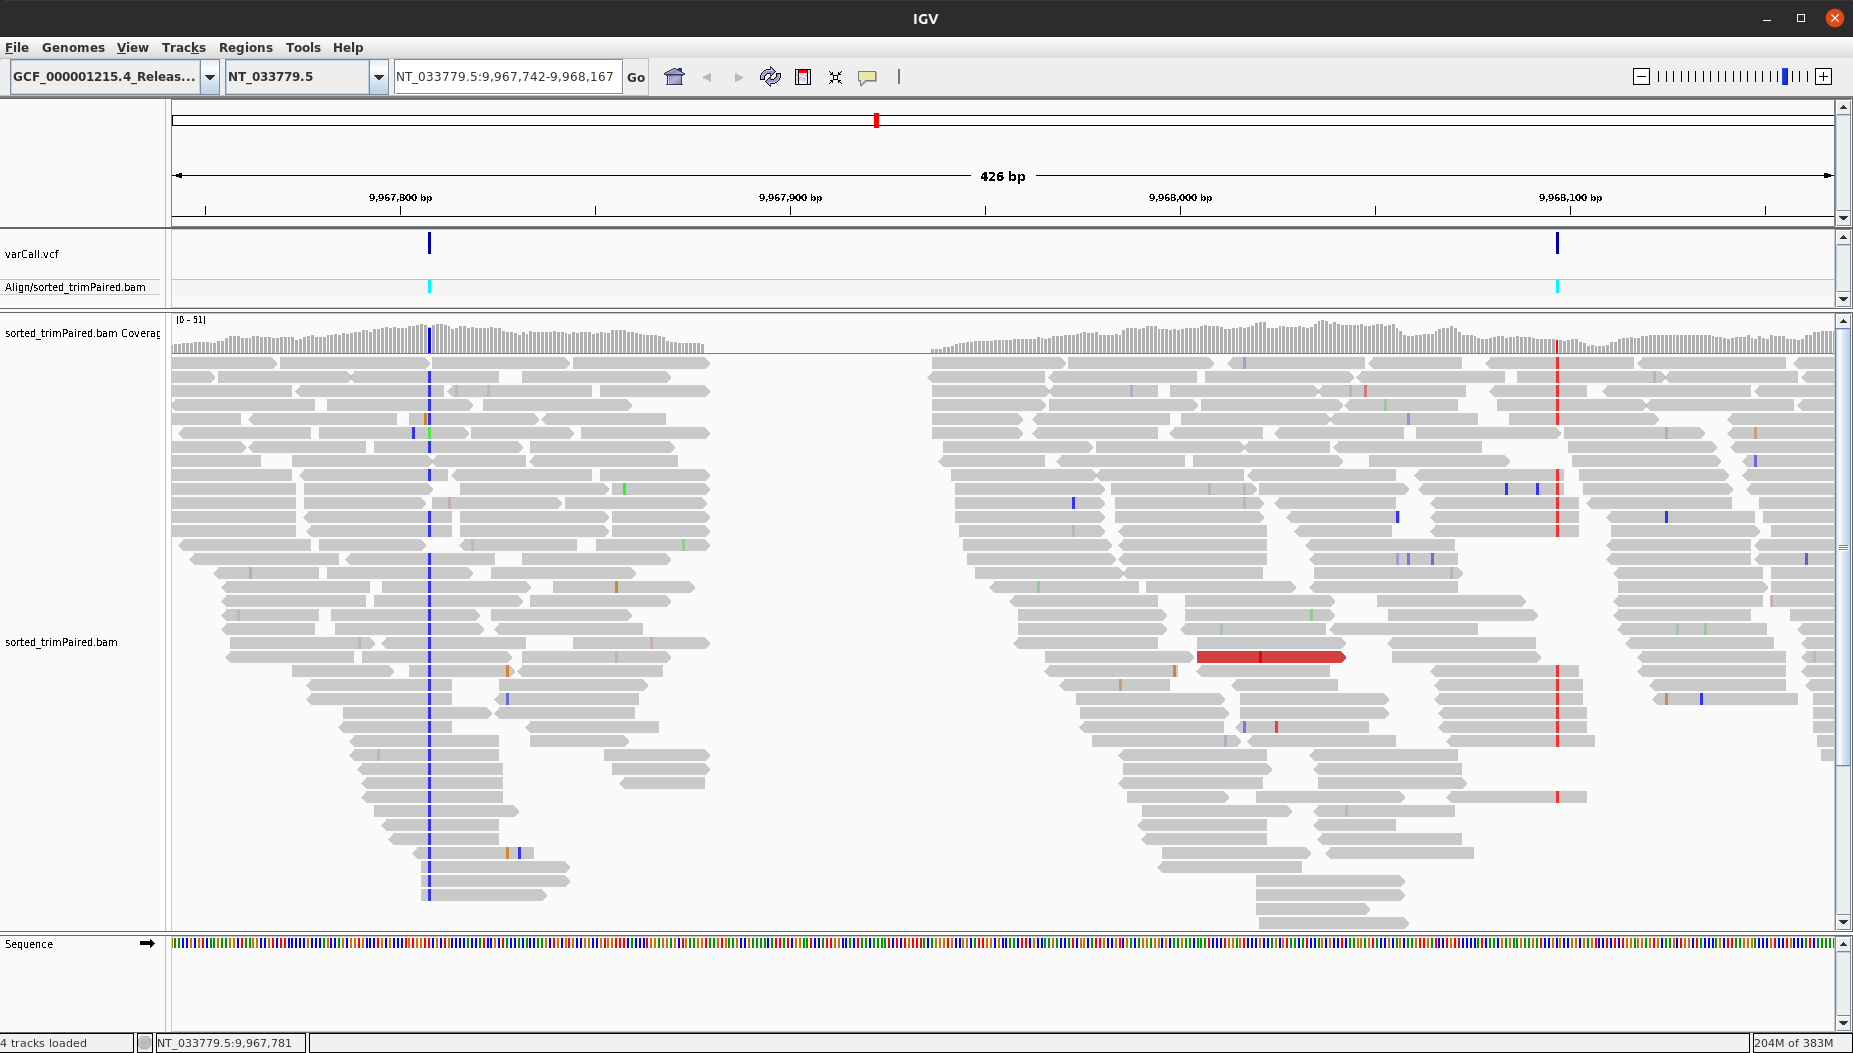 IGV
File Genomes View Tracks Regions Tools Help
GCF_000001215.4_Releas... NT_033779.5 NT_033779.5:9,967,742-9,968,167 Go
426 bp
9,967,800 bp 9,967,900 bp 9,968,000 bp 9,968,100 bp
varCall.vcf
Align/sorted_trimPaired.bam
[0 - 51]
sorted_trimPaired.bam Coverag
sorted_trimPaired.bam
Sequence
4 tracks loaded NT_033779.5:9,967,781 204M of 383M